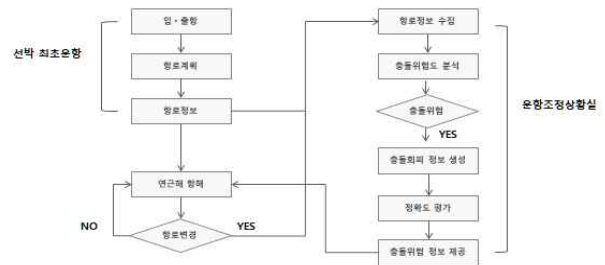 선박 최초운항
입·출항
항로계획
항로정보
연근해 항해
NO
항로변경
YES
항로정보 수집
충돌위험도 분석
충돌위험
YES
충돌회피 정보 생성
정확도 평가
충돌위험 정보 제공
운항조정상황실